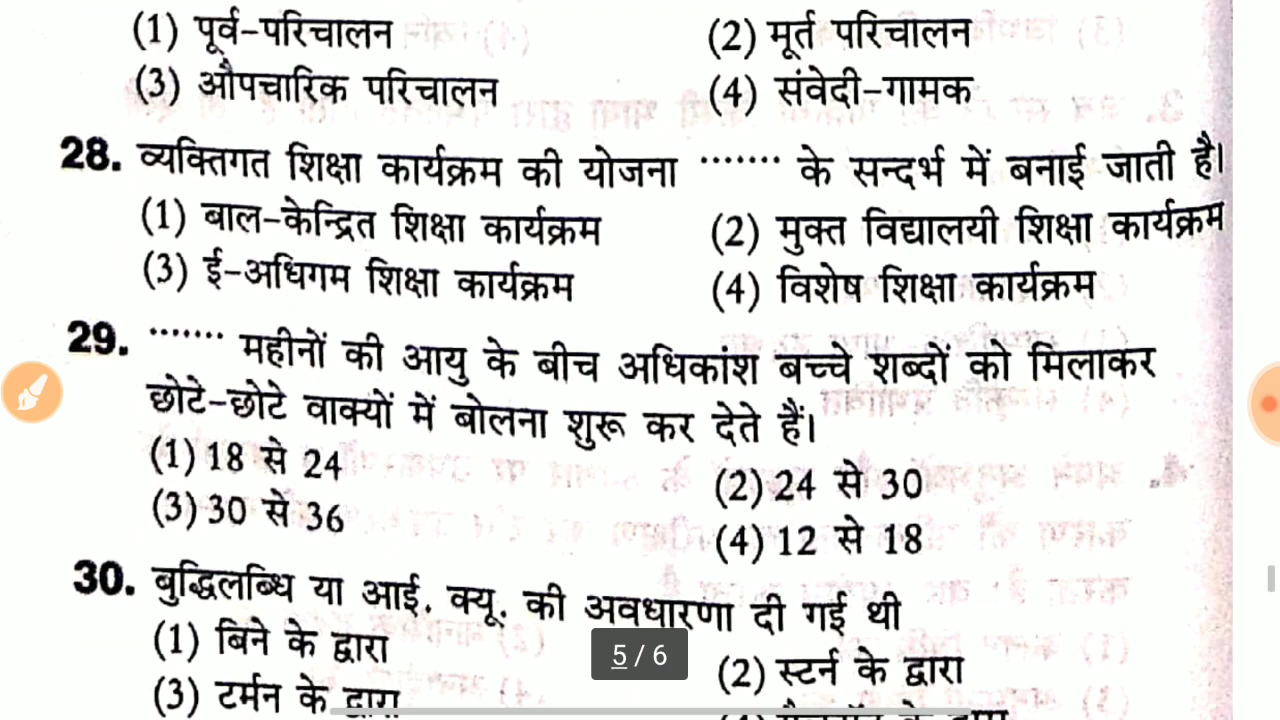 (1) पूर्व-परिचालन (2) मूर्त परिचालन
(3) औपचारिक परिचालन (4) संवेदी-गामक
28. व्यक्तिगत शिक्षा कार्यक्रम की योजना ........ के सन्दर्भ में बनाई जाती है।
(1) बाल-केन्द्रित शिक्षा कार्यक्रम (2) मुक्त विद्यालयी शिक्षा कार्यक्रम
(3) ई-अधिगम शिक्षा कार्यक्रम (4) विशेष शिक्षा कार्यक्रम
29. ....... महीनों की आयु के बीच अधिकांश बच्चे शब्दों को मिलाकर
छोटे-छोटे वाक्यों में बोलना शुरू कर देते हैं।
(1) 18 से 24 (2) 24 से 30
(3) 30 से 36 (4) 12 से 18
30. बुद्धिलब्धि या आई. क्यू. की अवधारणा दी गई थी
(1) बिने के द्वारा (2) स्टर्न के द्वारा
(3) टर्मन के द्वारा
5 / 6